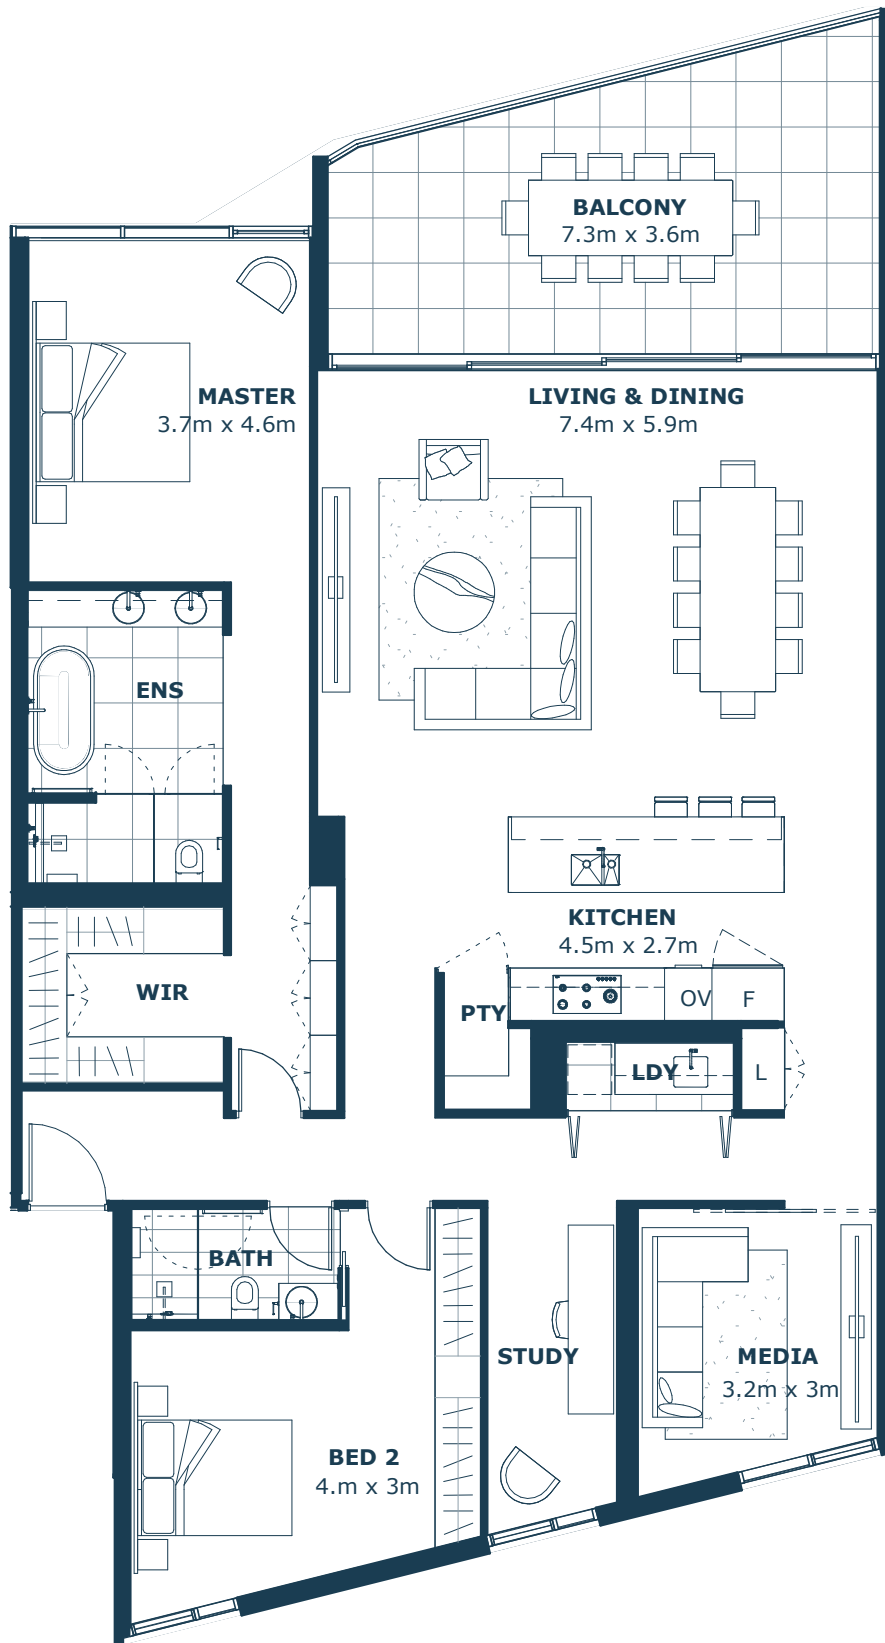 BALCONY
7.3m x 3.6m
MASTER
3.7m x 4.6m
LIVING & DINING
7.4m x 5.9m
ENS
KITCHEN
4.5m x 2.7m
WIR
PTY
OV
F
LDY
L
BATH
STUDY
MEDIA
3.2m x 3m
BED 2
4.m x 3m